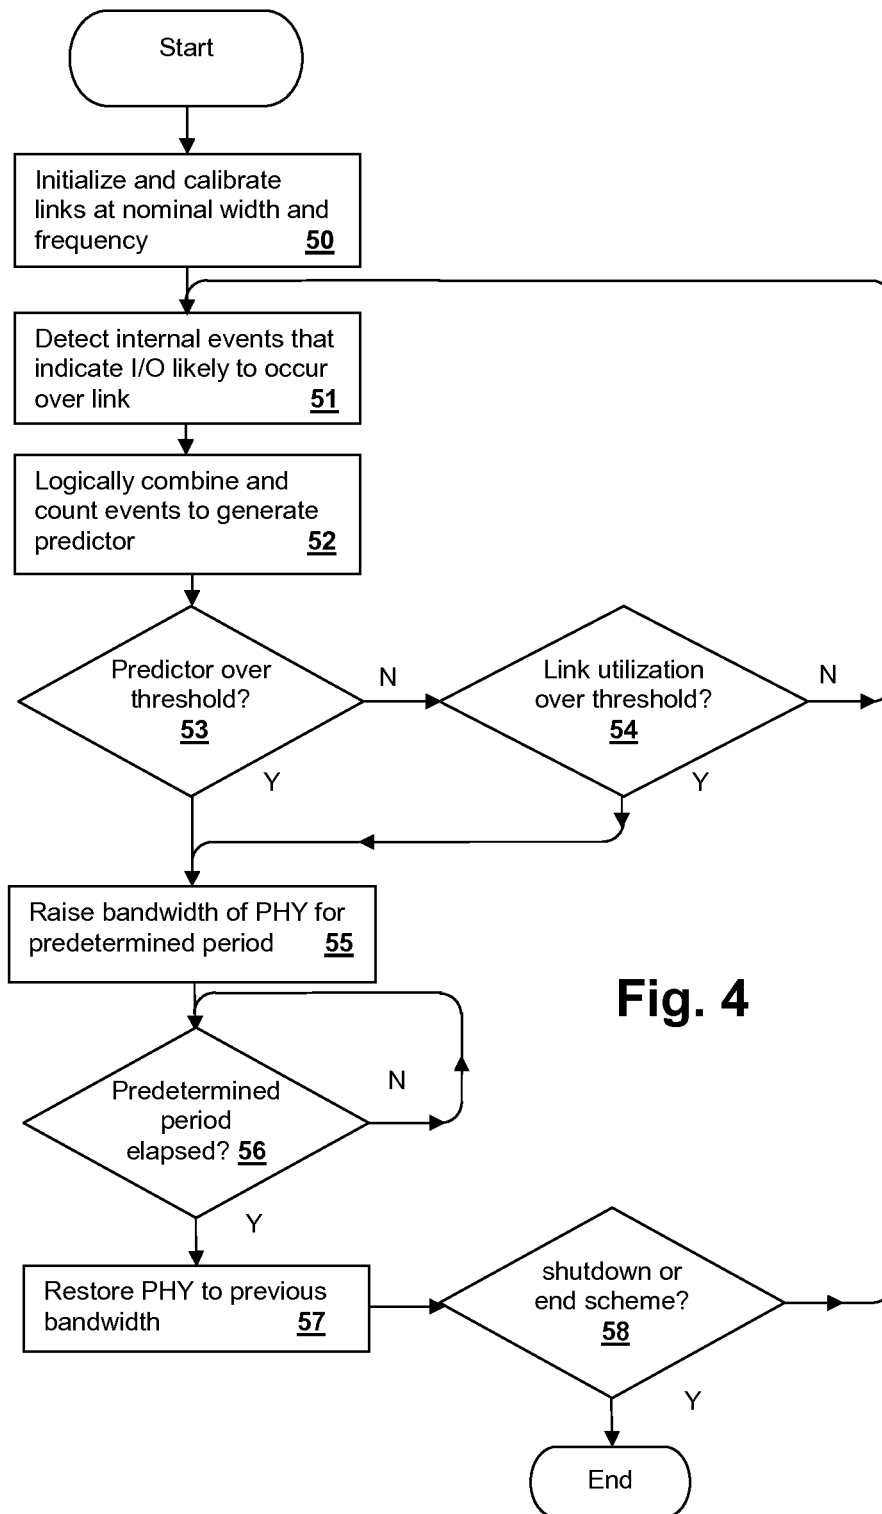 Start
Initialize and calibrate
links at nominal width and
frequency 50
Detect internal events that
indicate I/O likely to occur
over link 51
Logically combine and
count events to generate
predictor 52
Predictor over
threshold?
53
N
Y
Link utilization
over threshold?
54
N
Y
Raise bandwidth of PHY for
predetermined period 55
Fig. 4
Predetermined
period
elapsed? 56
N
Y
Restore PHY to previous
bandwidth 57
shutdown or
end scheme?
58
Y
End